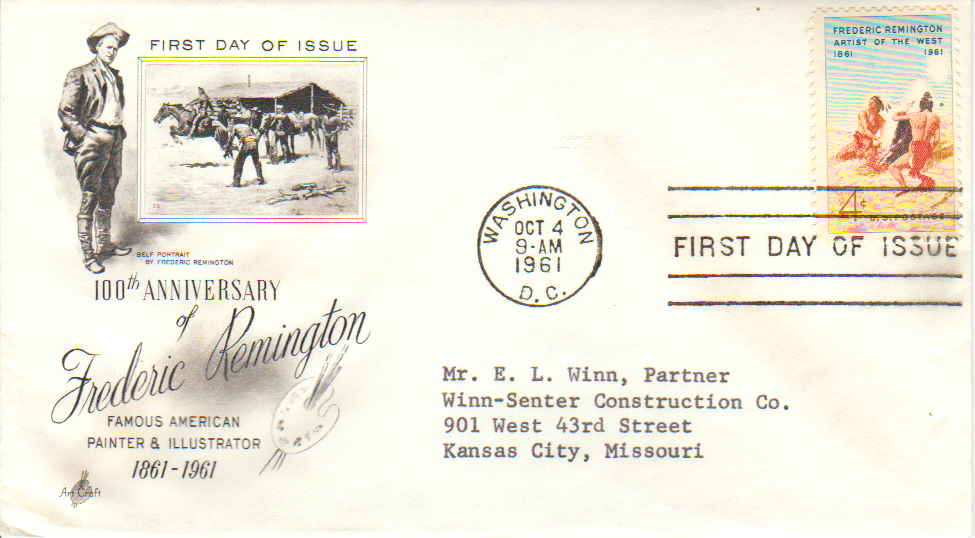 FIRST DAY OF ISSUE
SELF PORTRAIT
BY FREDERIC REMINGTON
100th ANNIVERSARY
of
Frederic Remington
FAMOUS AMERICAN
PAINTER & ILLUSTRATOR
1861-1961
Art Craft
FREDERIC REMINGTON
ARTIST OF THE WEST
1861 1961
4¢
U.S. POSTAGE
WASHINGTON
OCT 4
9-AM
1961
D.C.
FIRST DAY OF ISSUE
Mr. E. L. Winn, Partner
Winn-Senter Construction Co.
901 West 43rd Street
Kansas City, Missouri